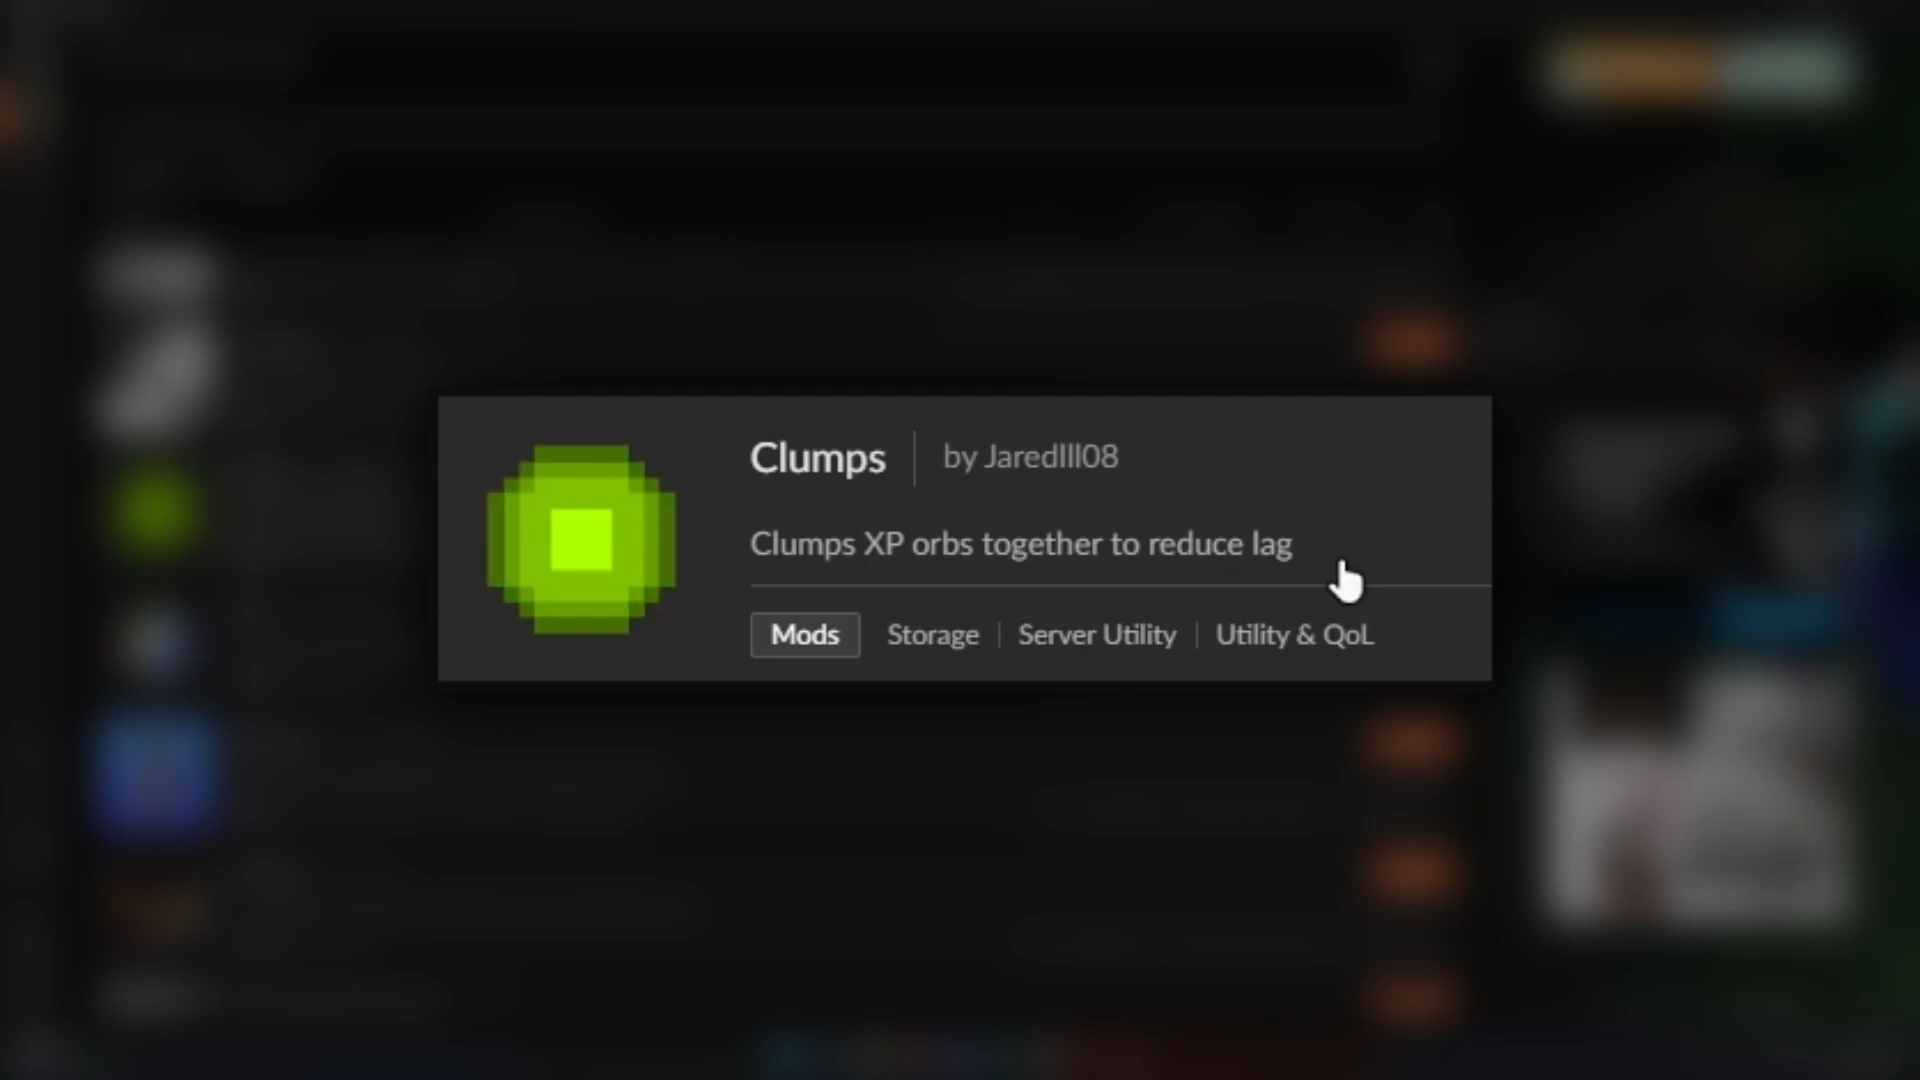 Clumps
by Jaredlll08
Clumps XP orbs together to reduce lag
Mods Storage Server Utility Utility & QoL